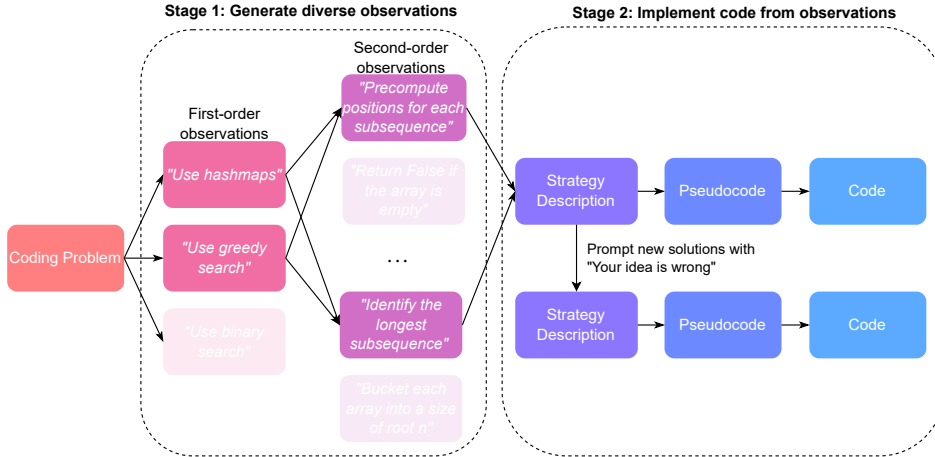 Stage 1: Generate diverse observations
Stage 2: Implement code from observations
Second-order
observations
First-order
observations
Coding Problem
"Use hashmaps"
"Use greedy
search"
"Use binary
search"
"Precompute
positions for each
subsequence"
"Return False if
the array is
empty"
...
"Identify the
longest
subsequence"
"Bucket each
array into a size
of root n"
Strategy
Description
Pseudocode
Code
Prompt new solutions with
"Your idea is wrong"
Strategy
Description
Pseudocode
Code